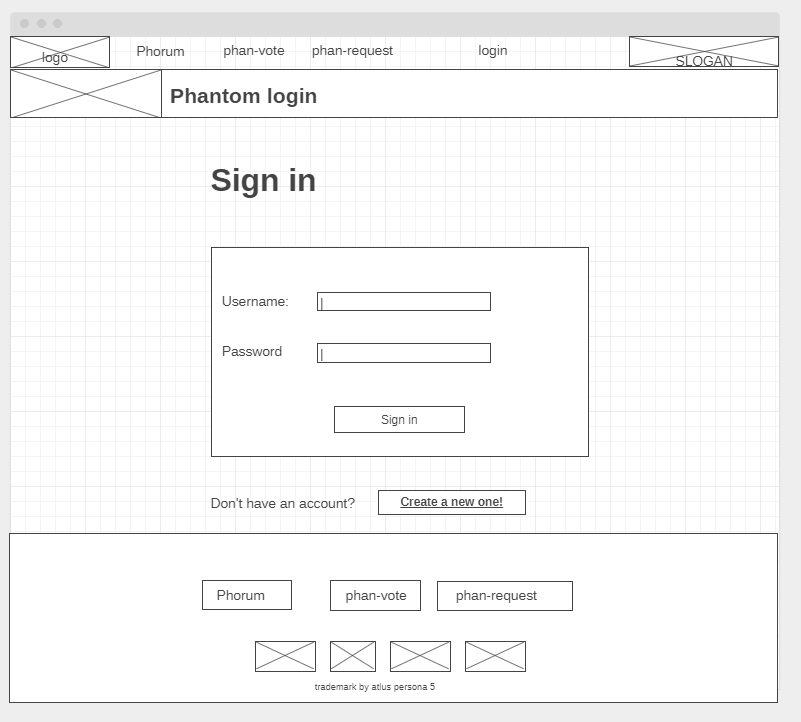 logo Phorum phan-vote phan-request login SLOGAN
Phantom login
Sign in
Username:
Password
Sign in
Don't have an account? Create a new one!
Phorum phan-vote phan-request
trademark by atlus persona 5